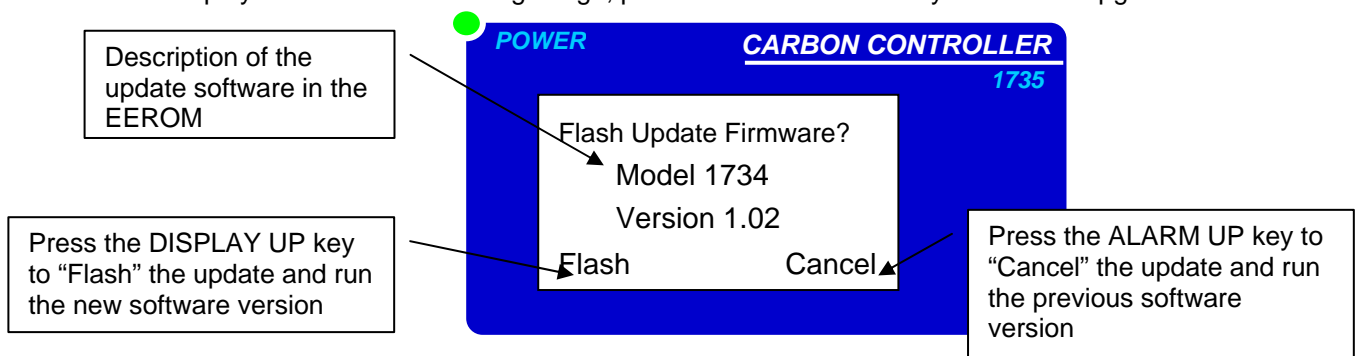 POWER
CARBON CONTROLLER
1735
Description of the
update software in the
EEROM
Flash Update Firmware?
Model 1734
Version 1.02
Flash
Cancel
Press the DISPLAY UP key
to “Flash” the update and run
the new software version
Press the ALARM UP key to
“Cancel” the update and run
the previous software
version